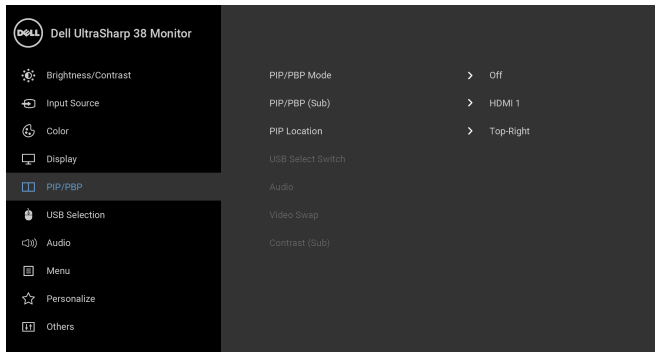 DELL Dell UltraSharp 38 Monitor
Brightness/Contrast
Input Source
Color
Display
PIP/PBP
USB Selection
Audio
Menu
Personalize
Others
PIP/PBP Mode > Off
PIP/PBP (Sub) > HDMI 1
PIP Location > Top-Right
USB Select Switch
Audio
Video Swap
Contrast (Sub)